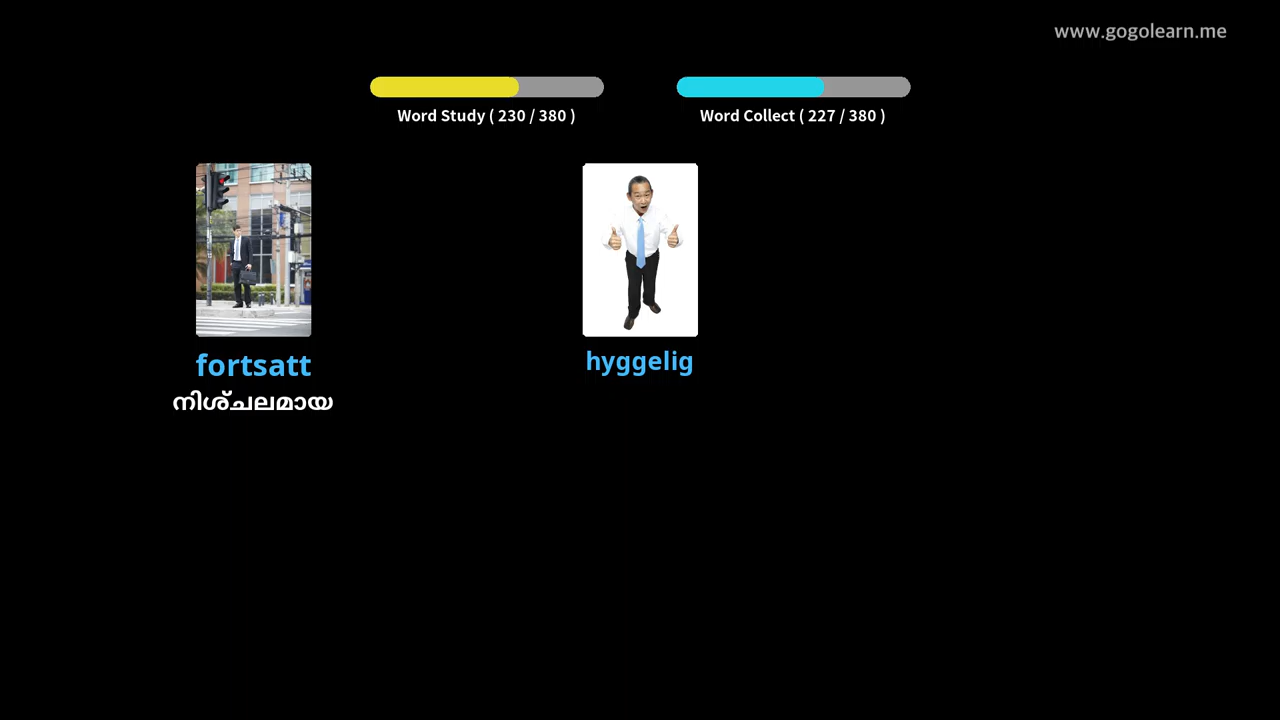 www.gogolearn.me
Word Study ( 230 / 380 )
Word Collect ( 227 / 380 )
fortsatt
നിശ്ചലമായ
hyggelig